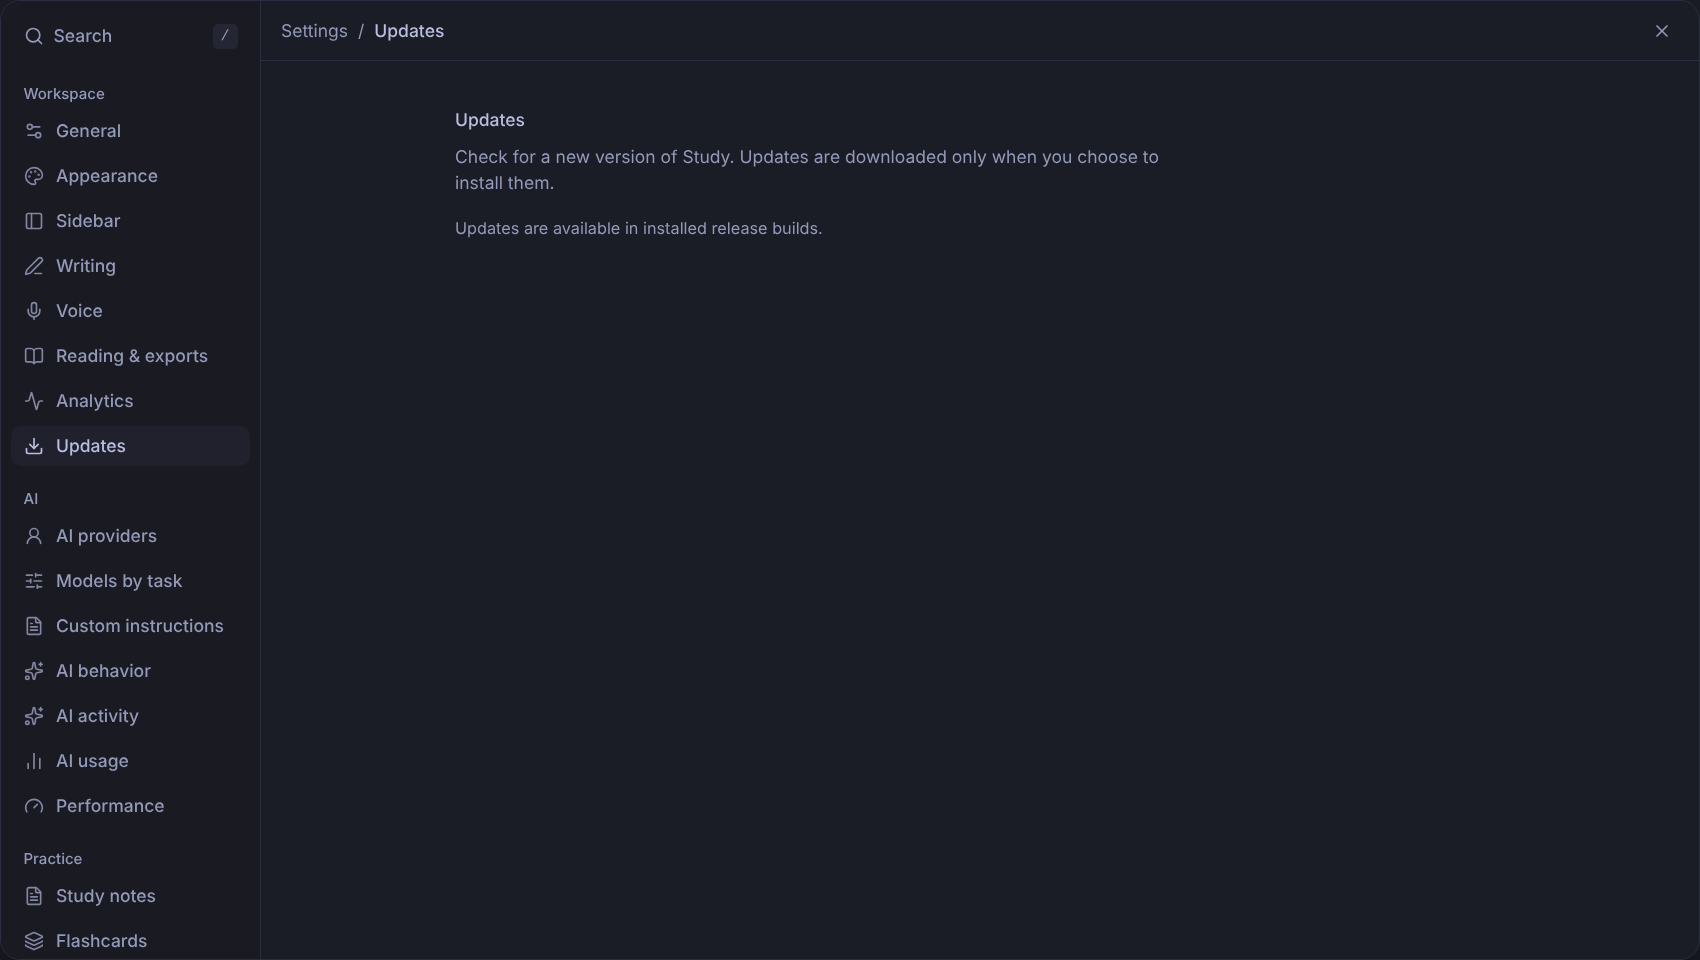 Search
/
Workspace
General
Appearance
Sidebar
Writing
Voice
Reading & exports
Analytics
Updates
AI
AI providers
Models by task
Custom instructions
AI behavior
AI activity
AI usage
Performance
Practice
Study notes
Flashcards
Settings / Updates
Updates
Check for a new version of Study. Updates are downloaded only when you choose to
install them.
Updates are available in installed release builds.